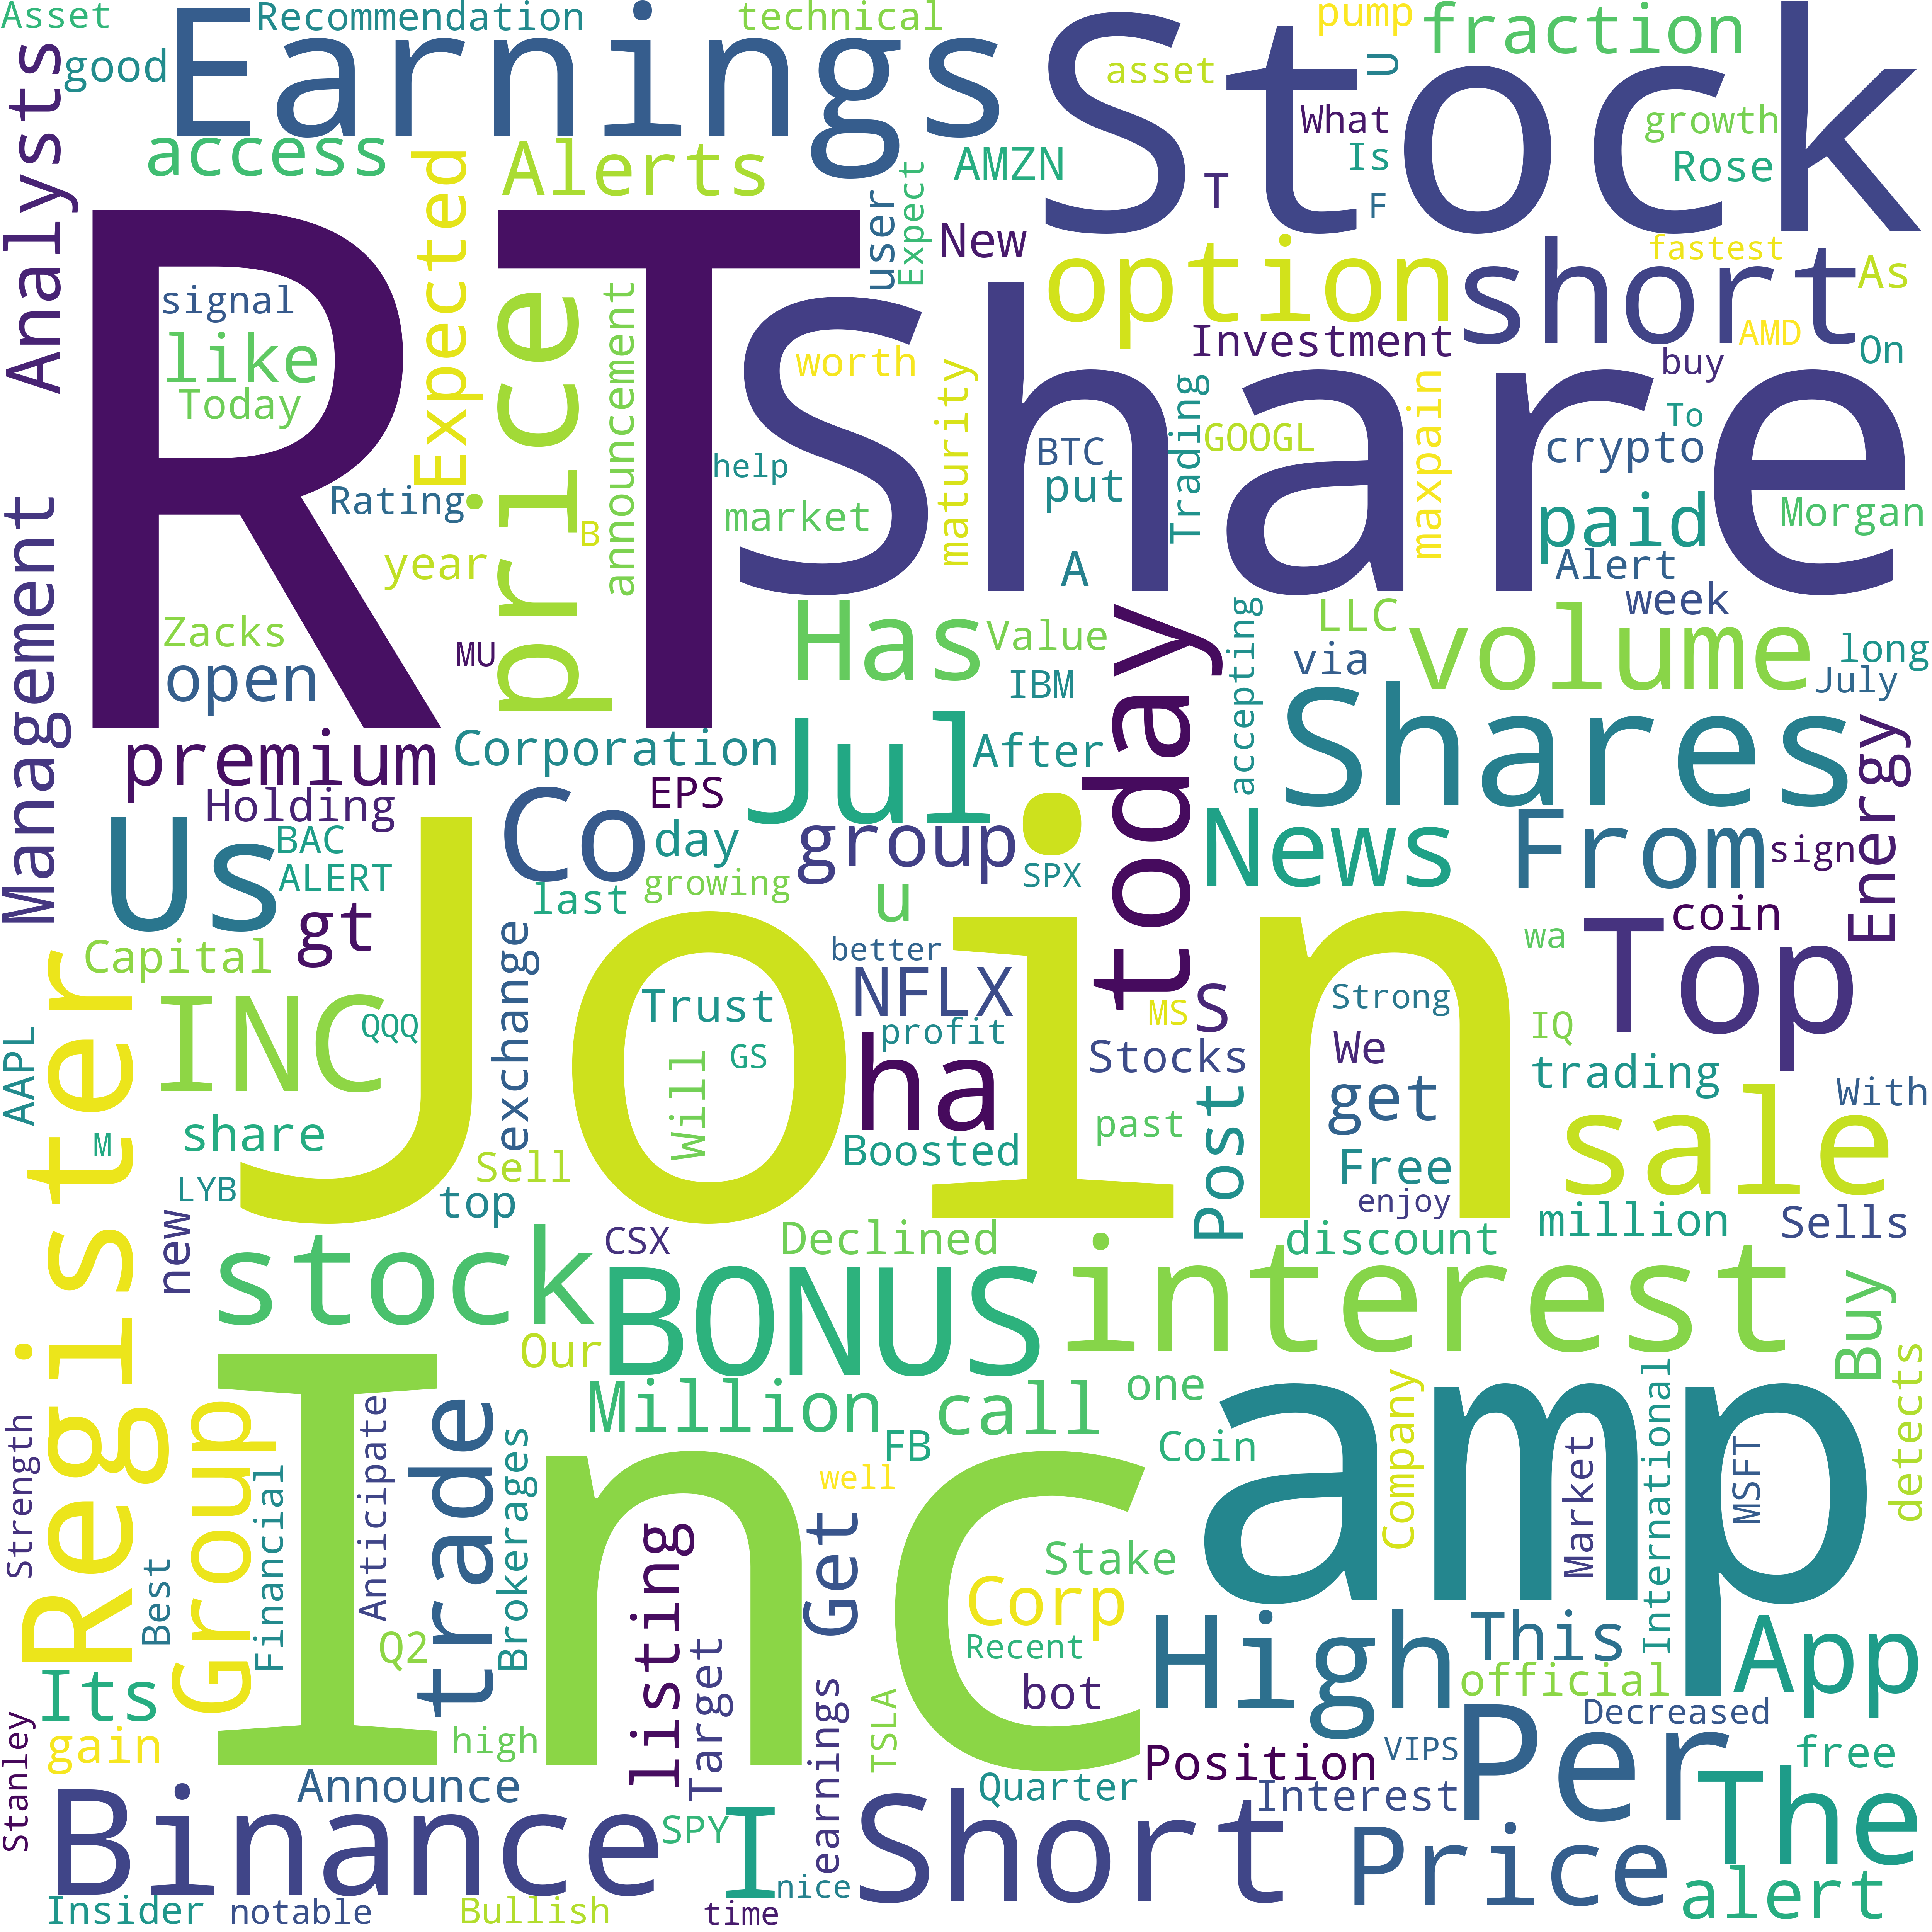 Asset
Recommendation
technical
pump
fraction
Earnings
Stock
good
asset
U
Analysts
access
Alerts
AMZN
What
growth
Is
Rose
Expected
user
Expect
T
F
New
fastest
As
RT
price
Share
option
short
signal
announcement
Investment
AMD
On
like
worth
buy
Today
maturity
Trading
maxpain
To
GOOGL
BTC
crypto
help
put
Rating
market
paid
Morgan
B
year
A
Alert
week
Management
Zacks
Has
Value
accepting
LLC
volume
long
MU
open
IBM
via
July
today
Shares
premium
Corporation
Jul
After
Energy
Holding
EPS
Us
BAC
Co
day
group
News
From
sign
ALERT
last
growing
SPX
gt
u
coin
Capital
exchange
better
Top
wa
Register
INC
Join
Trust
NFLX
MS
S
Strong
QQQ
profit
IQ
AAPL
Will
GS
ha
Stocks
We
trading
M
share
get
With
past
Post
Boosted
sale
Sell
Free
LYB
top
enjoy
new
CSX
Declined
discount
million
Sells
stock
BONUS
interest
Buy
Our
Million
call
one
Company
International
detects
Strength
Group
Financial
Anticipate
trade
Brokerages
Inc
FB
Coin
amp
Market
MSFT
well
Best
listing
Get
Stake
Corp
Q2
Target
Recent
High
This
App
Its
bot
official
gain
high
earnings
TSLA
Decreased
Per
Stanley
Position
VIPS
free
Announce
Quarter
Interest
The
Binance
SPY
I
Short
Price
nice
alert
Insider
notable
Bullish
time